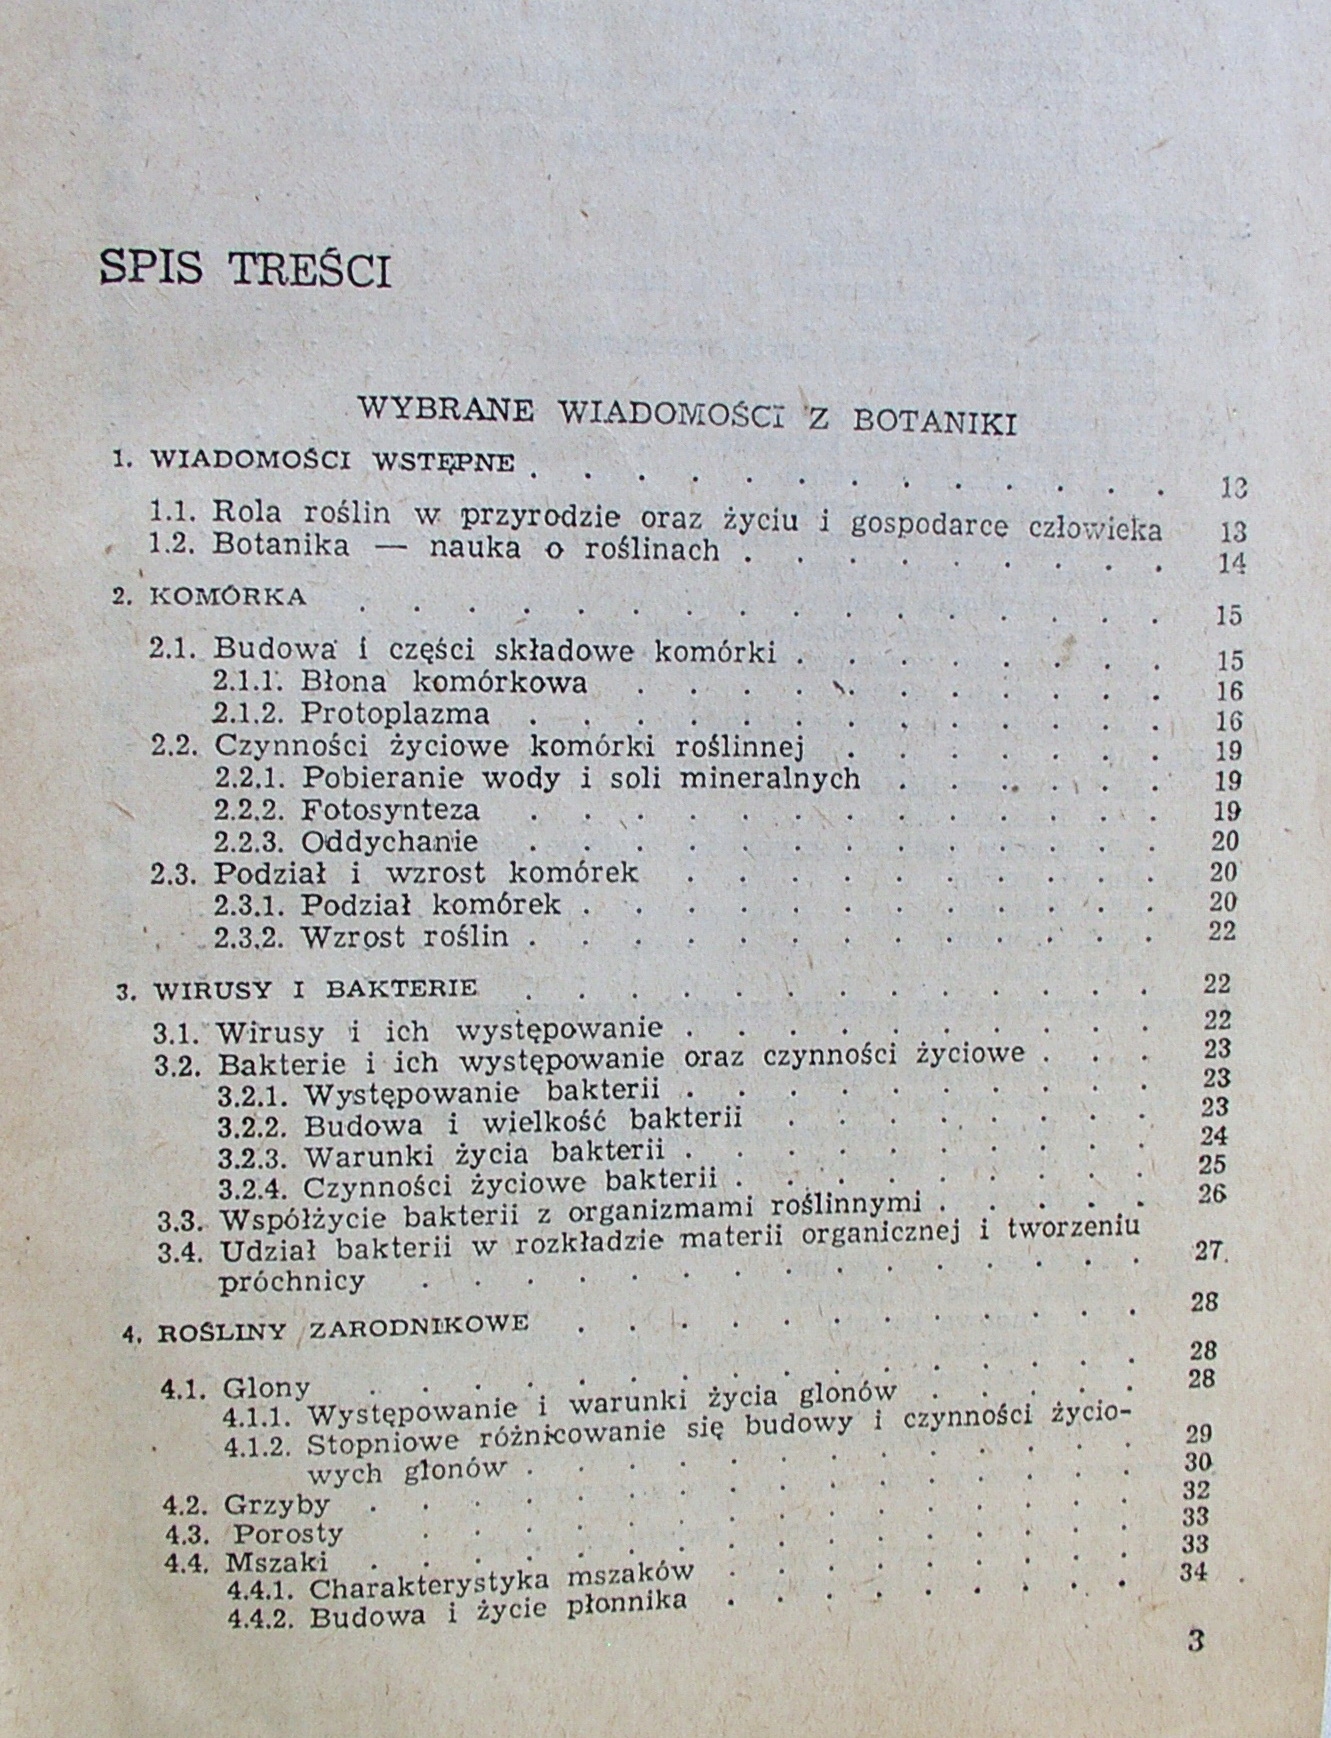 SPIS TREŚCI
WYBRANE WIADOMOŚCI Z BOTANIKI
1. WIADOMOŚCI WSTĘPNE . . . . . . . . . . . . . 13
1.1. Rola roślin w przyrodzie oraz życiu i gospodarce człowieka 13
1.2. Botanika — nauka o roślinach . . . . . . . . . 14
2. KOMÓRKA . . . . . . . . . . . . . . . . 15
2.1. Budowa i części składowe komórki . . . . . . . . 15
2.1.1. Błona komórkowa . . . . . . . . . . . 16
2.1.2. Protoplazma . . . . . . . . . . . . . 16
2.2. Czynności życiowe komórki roślinnej . . . . . . . 19
2.2.1. Pobieranie wody i soli mineralnych . . . . . . 19
2.2.2. Fotosynteza . . . . . . . . . . . . . 19
2.2.3. Oddychanie . . . . . . . . . . . . . 20
2.3. Podział i wzrost komórek . . . . . . . . . . 20
2.3.1. Podział komórek . . . . . . . . . . . . 20
2.3.2. Wzrost roślin . . . . . . . . . . . . . 22
3. WIRUSY I BAKTERIE . . . . . . . . . . . . . 22
3.1. Wirusy i ich występowanie . . . . . . . . . . 22
3.2. Bakterie i ich występowanie oraz czynności życiowe . . . 23
3.2.1. Występowanie bakterii . . . . . . . . . . 23
3.2.2. Budowa i wielkość bakterii . . . . . . . . 23
3.2.3. Warunki życia bakterii . . . . . . . . . . 24
3.2.4. Czynności życiowe bakterii . . . . . . . . . 25
3.3. Współżycie bakterii z organizmami roślinnymi . . . . . 26
3.4. Udział bakterii w rozkładzie materii organicznej i tworzeniu
próchnicy . . . . . . . . . . . . . . . 27
4. ROŚLINY ZARODNIKOWE . . . . . . . . . . . . 28
4.1. Glony . . . . . . . . . . . . . . . . 28
4.1.1. Występowanie i warunki życia glonów . . . . . 28
4.1.2. Stopniowe różnicowanie się budowy i czynności życio-
wych glonów . . . . . . . . . . . . . 29
4.2. Grzyby . . . . . . . . . . . . . . . . 30
4.3. Porosty . . . . . . . . . . . . . . . 32
4.4. Mszaki . . . . . . . . . . . . . . . . 33
4.4.1. Charakterystyka mszaków . . . . . . . . . 33
4.4.2. Budowa i życie płonnika . . . . . . . . . 34
3